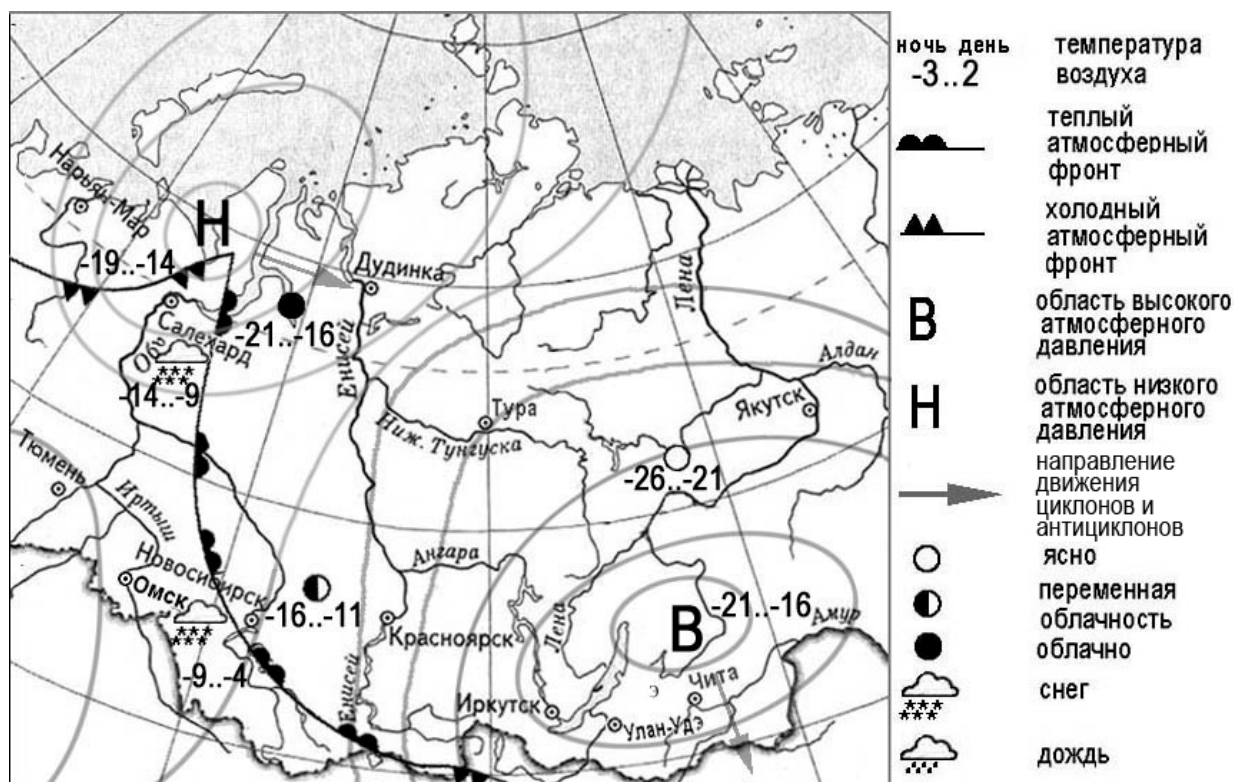 Нарьян-Мар
Н
-19..-14
Дудинка
Салехард
-21..-16
Обь
Енисей
Лена
-14..-9
Алдан
Тура
Якутск
Ниж. Тунгуска
Тюмень
Иртыш
-26..-21
Ангара
Новосибирск
Омск
-16..-11
Красноярск
Лена
В
-21..-16
Амур
-9..-4
Енисей
Иркутск
э
Чита
Улан-Удэ
ночь день
-3..2
температура
воздуха
теплый
атмосферный
фронт
холодный
атмосферный
фронт
В
область высокого
атмосферного
давления
Н
область низкого
атмосферного
давления
направление
движения
циклонов и
антициклонов
ясно
переменная
облачность
облачно
снег
дождь